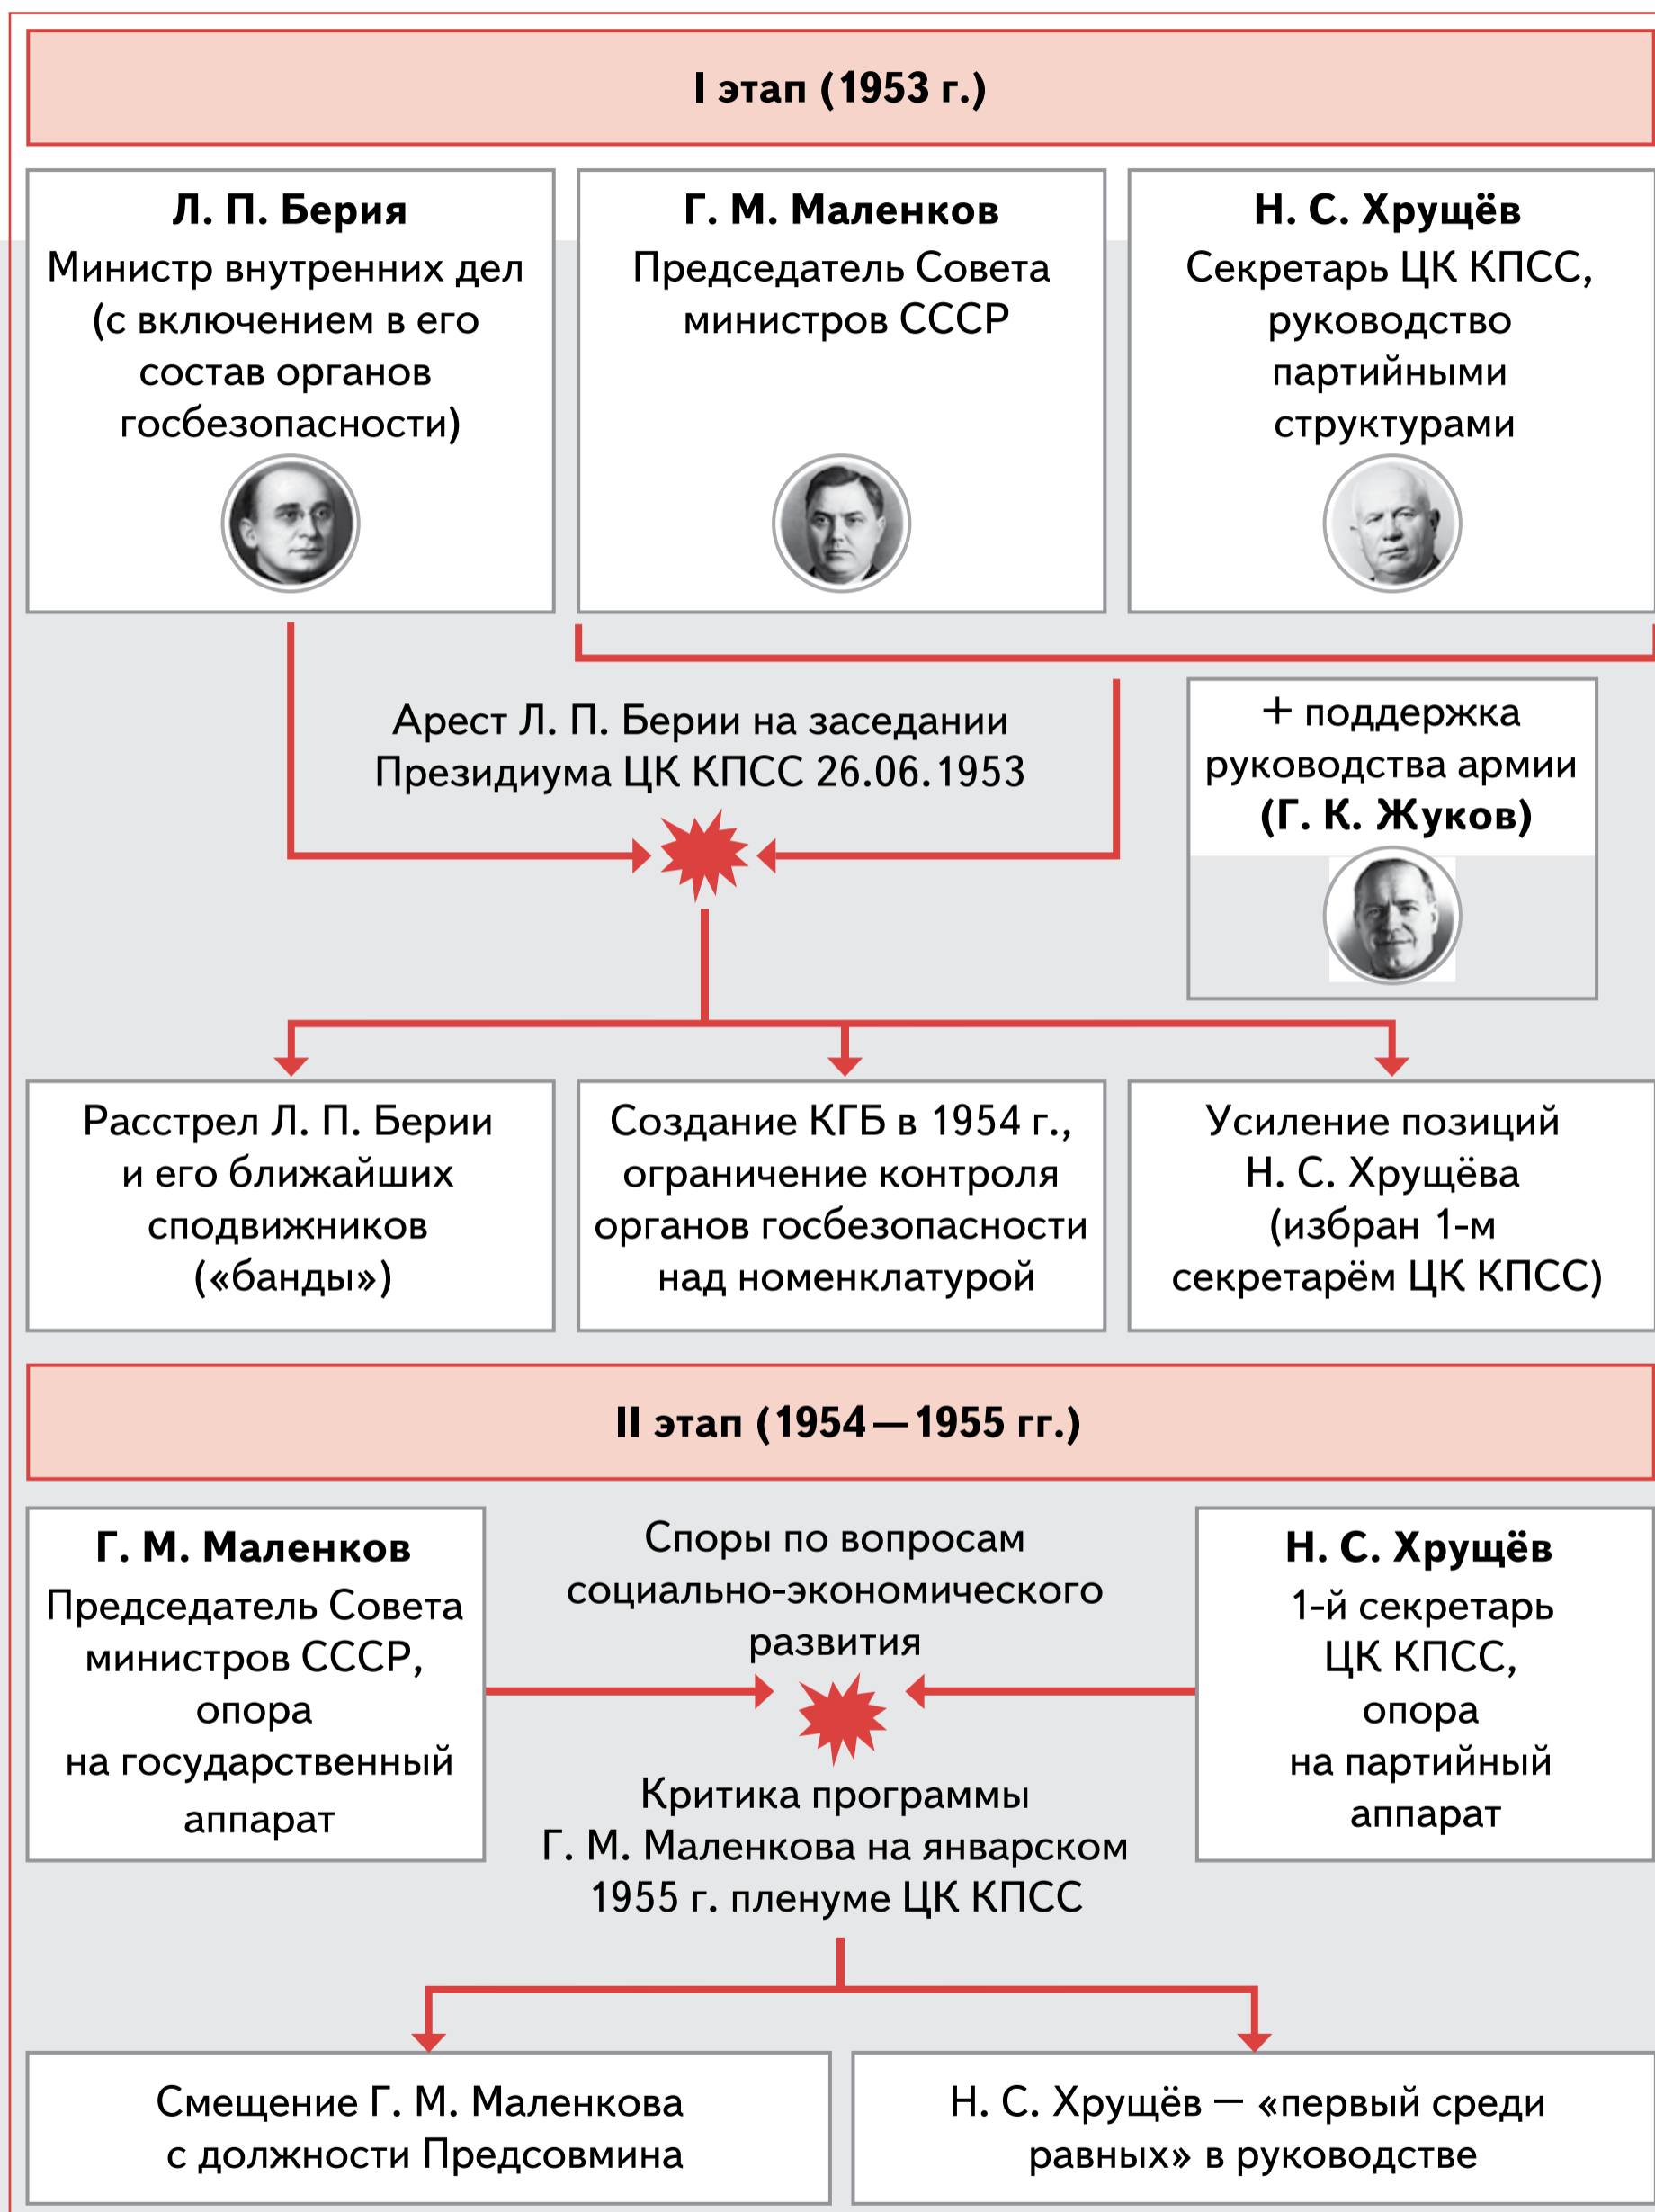 I этап (1953 г.)
Л. П. Берия
Министр внутренних дел
(с включением в его
состав органов
госбезопасности)
Г. М. Маленков
Председатель Совета
министров СССР
Н. С. Хрущёв
Секретарь ЦК КПСС,
руководство
партийными
структурами
Арест Л. П. Берии на заседании
Президиума ЦК КПСС 26.06.1953
+ поддержка
руководства армии
(Г. К. Жуков)
Расстрел Л. П. Берии
и его ближайших
сподвижников
(«банды»)
Создание КГБ в 1954 г.,
ограничение контроля
органов госбезопасности
над номенклатурой
Усиление позиций
Н. С. Хрущёва
(избран 1-м
секретарём ЦК КПСС)
II этап (1954—1955 гг.)
Г. М. Маленков
Председатель Совета
министров СССР,
опора
на государственный
аппарат
Споры по вопросам
социально-экономического
развития
Критика программы
Г. М. Маленкова на январском
1955 г. пленуме ЦК КПСС
Н. С. Хрущёв
1-й секретарь
ЦК КПСС,
опора
на партийный
аппарат
Смещение Г. М. Маленкова
с должности Предсовмина
Н. С. Хрущёв — «первый среди
равных» в руководстве